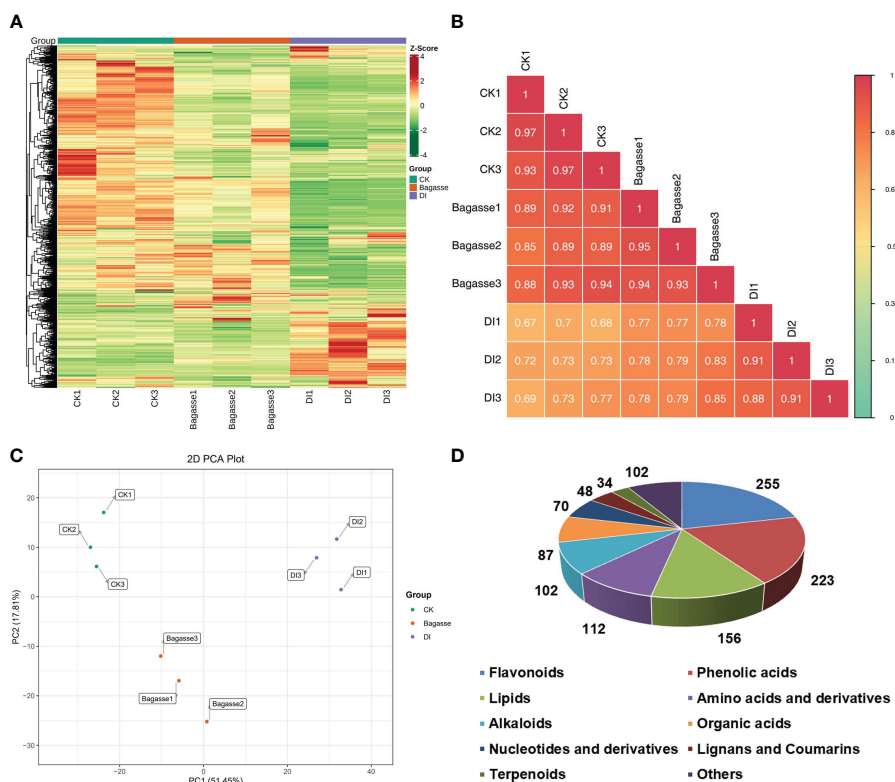 A
Group
Z-Score
4
2
0
-2
-4
Group
CK
Bagasse
DI
CK1
CK2
CK3
Bagasse1
Bagasse2
Bagasse3
DI1
DI2
DI3
B
CK1
CK2
CK3
Bagasse1
Bagasse2
Bagasse3
DI1
DI2
DI3
CK1 1
CK2 0.97 1
CK3 0.93 0.97 1
Bagasse1 0.89 0.92 0.91 1
Bagasse2 0.85 0.89 0.89 0.95 1
Bagasse3 0.88 0.93 0.94 0.94 0.93 1
DI1 0.67 0.7 0.68 0.77 0.77 0.78 1
DI2 0.72 0.73 0.73 0.78 0.79 0.83 0.91 1
DI3 0.69 0.73 0.77 0.78 0.79 0.85 0.88 0.91 1
1
0
C
2D PCA Plot
PC2 (17.81%)
20
10
0
−10
−20
−30
CK1
CK2
CK3
DI2
DI3
DI1
Bagasse3
Bagasse1
Bagasse2
−20 0 20 40
PC1 (51.45%)
Group
CK
Bagasse
DI
D
255
223
156
112
102
87
70
48
34
102
Flavonoids
Phenolic acids
Lipids
Amino acids and derivatives
Alkaloids
Organic acids
Nucleotides and derivatives
Lignans and Coumarins
Terpenoids
Others